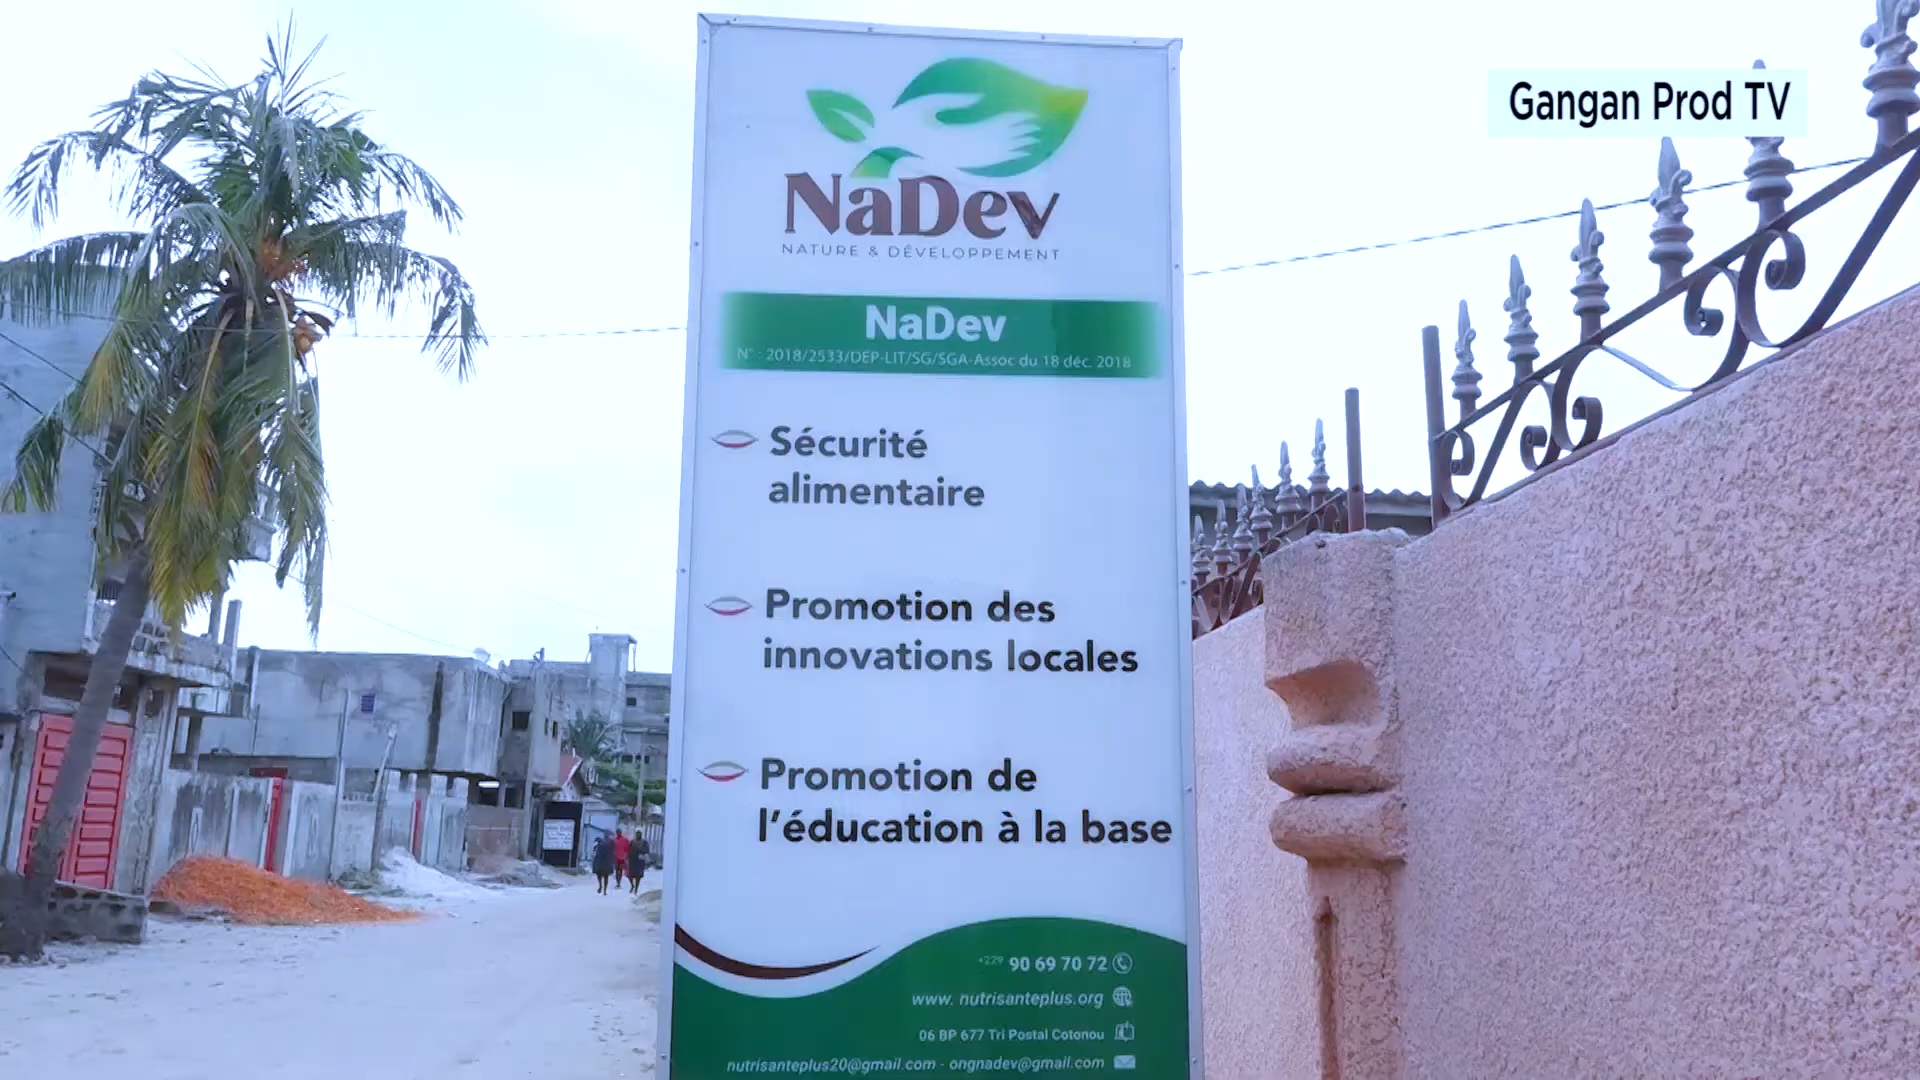 Gangan Prod TV
NaDev
NATURE & DÉVELOPPEMENT
NaDev
N° : 2018/2533/DEP-LIT/SG/SGA-Assoc du 18 déc. 2018
Sécurité
alimentaire
Promotion des
innovations locales
Promotion de
l'éducation à la base
+229 90 69 70 72
www. nutrisanteplus.org
06 BP 677 Tri Postal Cotonou
nutrisanteplus20@gmail.com - ongnadev@gmail.com